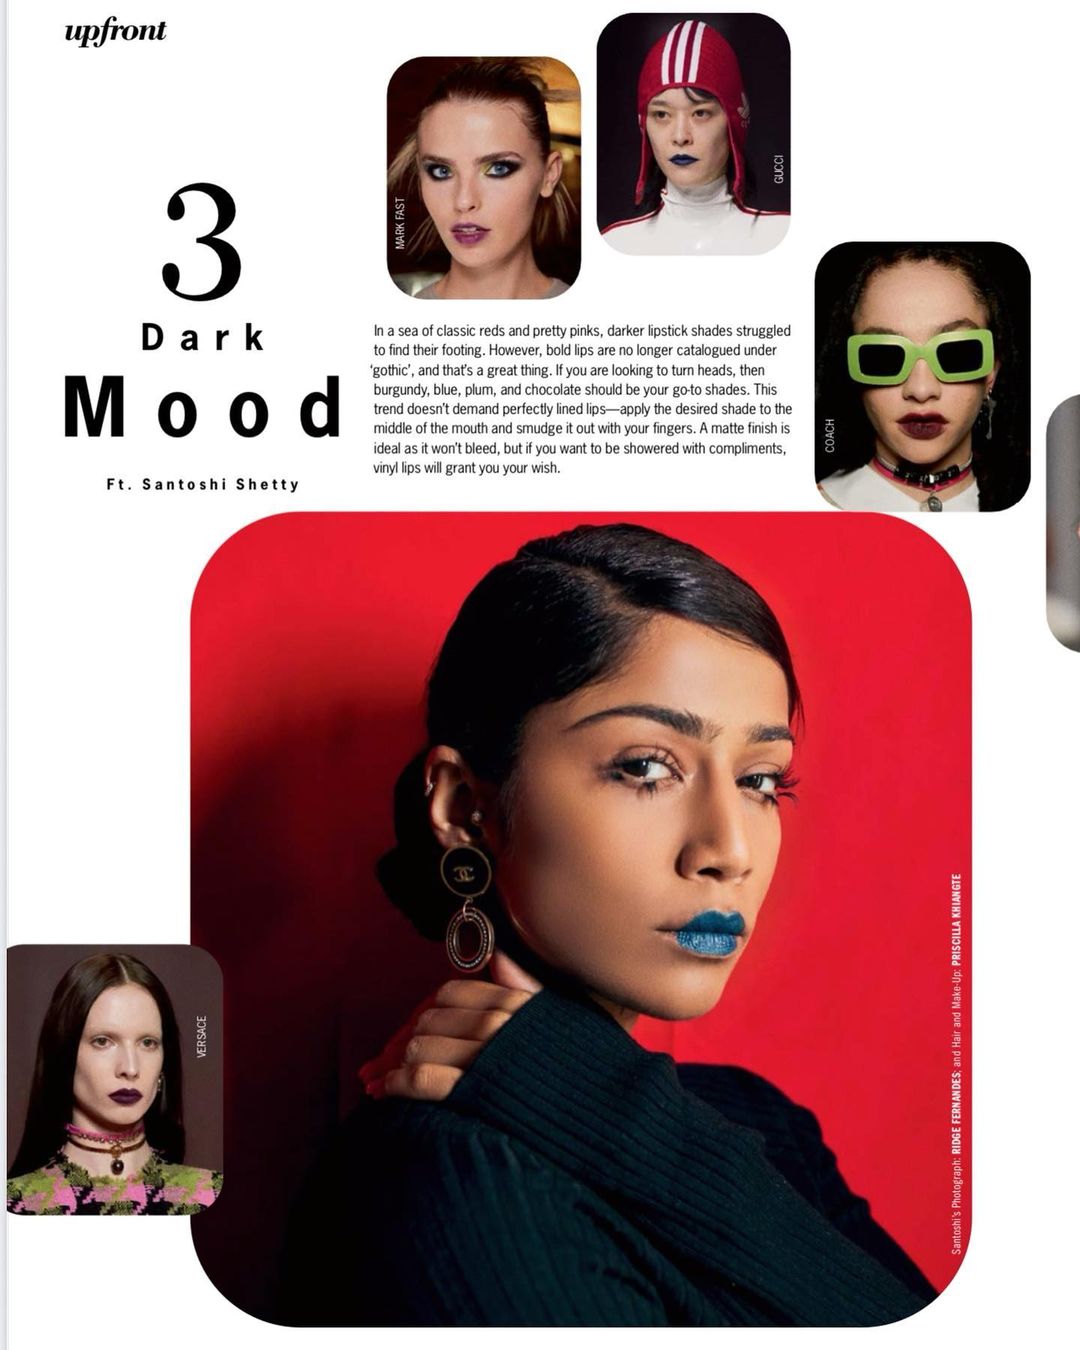 upfront
3
Dark
Mood
Ft. Santoshi Shetty
MARK FAST
GUCCI
In a sea of classic reds and pretty pinks, darker lipstick shades struggled
to find their footing. However, bold lips are no longer catalogued under
‘gothic’, and that’s a great thing. If you are looking to turn heads, then
burgundy, blue, plum, and chocolate should be your go-to shades. This
trend doesn’t demand perfectly lined lips—apply the desired shade to the
middle of the mouth and smudge it out with your fingers. A matte finish is
ideal as it won’t bleed, but if you want to be showered with compliments,
vinyl lips will grant you your wish.
COACH
VERSACE
Santoshi’s Photograph: RIDGE FERNANDES; and Hair and Make-Up: PRISCILLA KHIANGTE